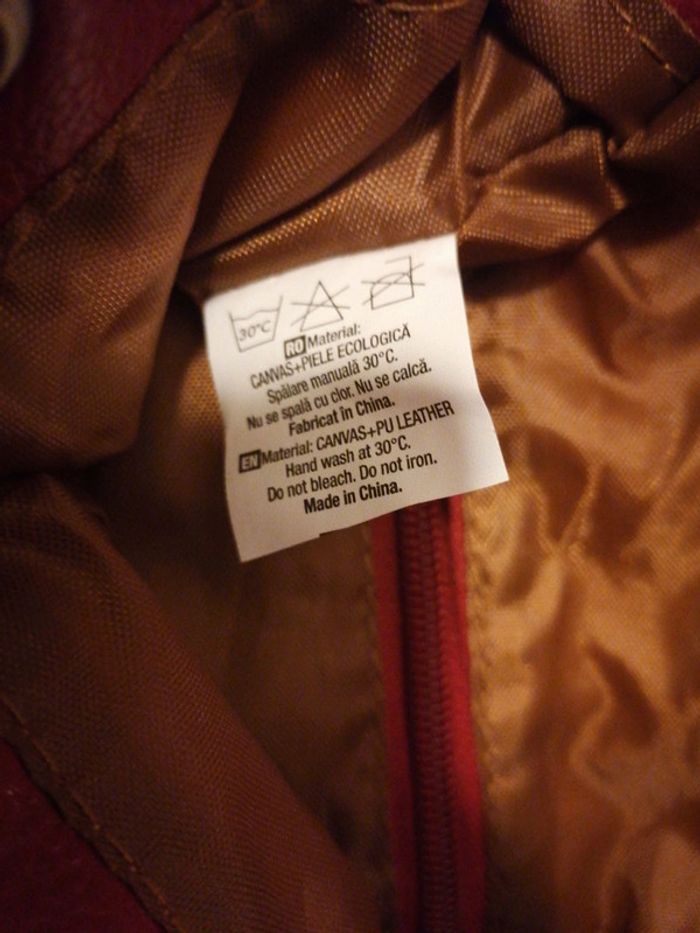 30°C
RO Material:
CANVAS+PIELE ECOLOGICĂ
Spălare manuală 30°C.
Nu se spală cu clor. Nu se calcă.
Fabricat în China.
EN Material: CANVAS+PU LEATHER
Hand wash at 30°C.
Do not bleach. Do not iron.
Made in China.